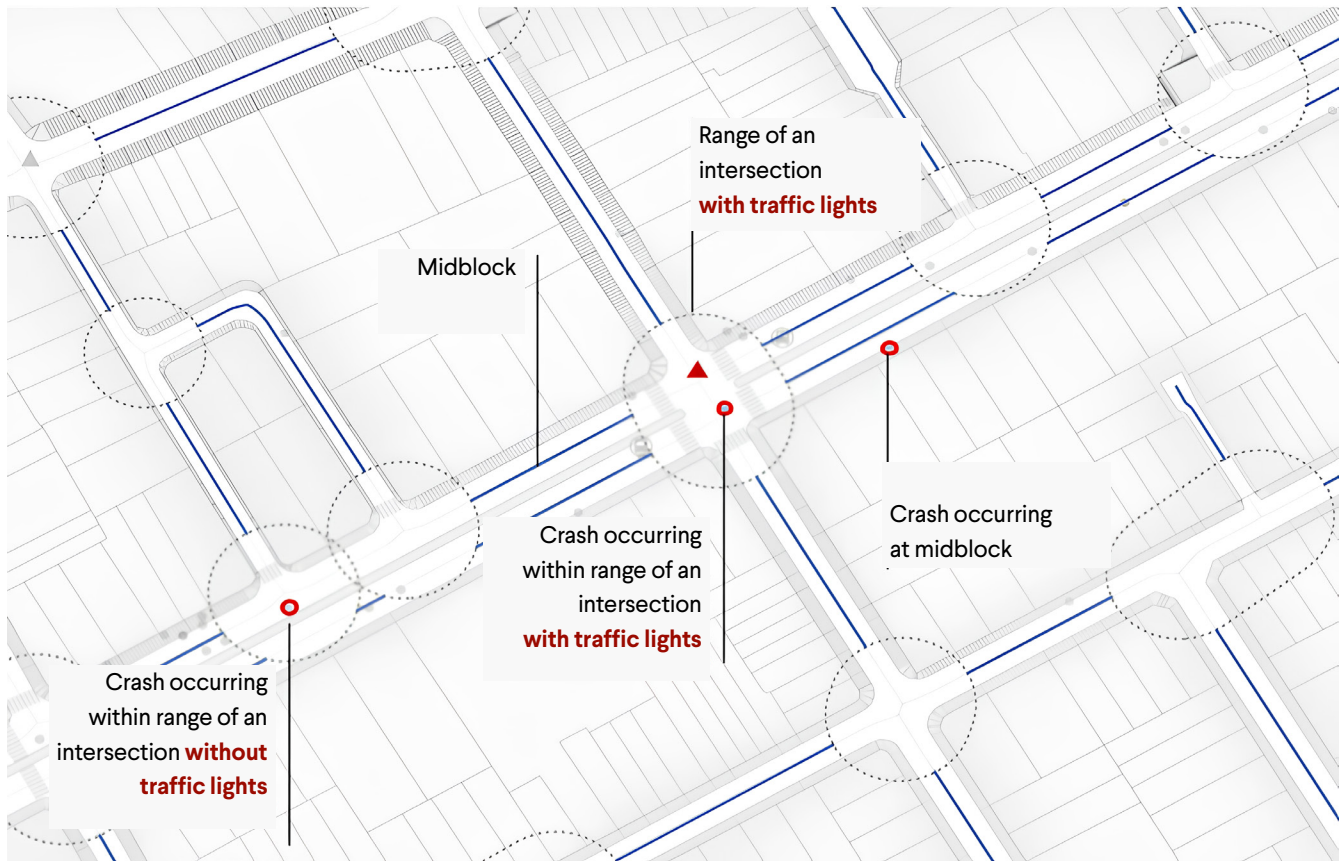 Range of an
intersection
with traffic lights
Midblock
Crash occurring
at midblock
Crash occurring
within range of an
intersection
with traffic lights
Crash occurring
within range of an
intersection without
traffic lights